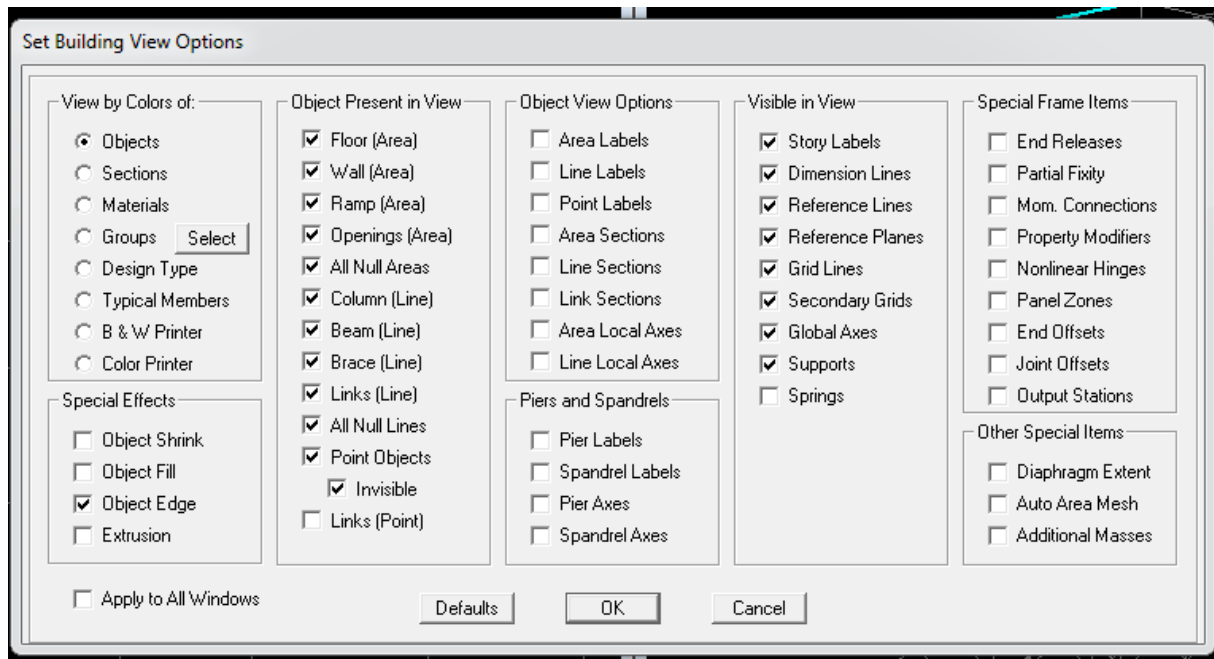 Set Building View Options
View by Colors of:
Objects
Sections
Materials
Groups
Select
Design Type
Typical Members
B & W Printer
Color Printer
Special Effects
Object Shrink
Object Fill
Object Edge
Extrusion
Object Present in View
Floor (Area)
Wall (Area)
Ramp (Area)
Openings (Area)
All Null Areas
Column (Line)
Beam (Line)
Brace (Line)
Links (Line)
All Null Lines
Point Objects
Invisible
Links (Point)
Object View Options
Area Labels
Line Labels
Point Labels
Area Sections
Line Sections
Link Sections
Area Local Axes
Line Local Axes
Piers and Spandrels
Pier Labels
Spandrel Labels
Pier Axes
Spandrel Axes
Visible in View
Story Labels
Dimension Lines
Reference Lines
Reference Planes
Grid Lines
Secondary Grids
Global Axes
Supports
Springs
Special Frame Items
End Releases
Partial Fixity
Mom. Connections
Property Modifiers
Nonlinear Hinges
Panel Zones
End Offsets
Joint Offsets
Output Stations
Other Special Items
Diaphragm Extent
Auto Area Mesh
Additional Masses
Apply to All Windows
Defaults
OK
Cancel